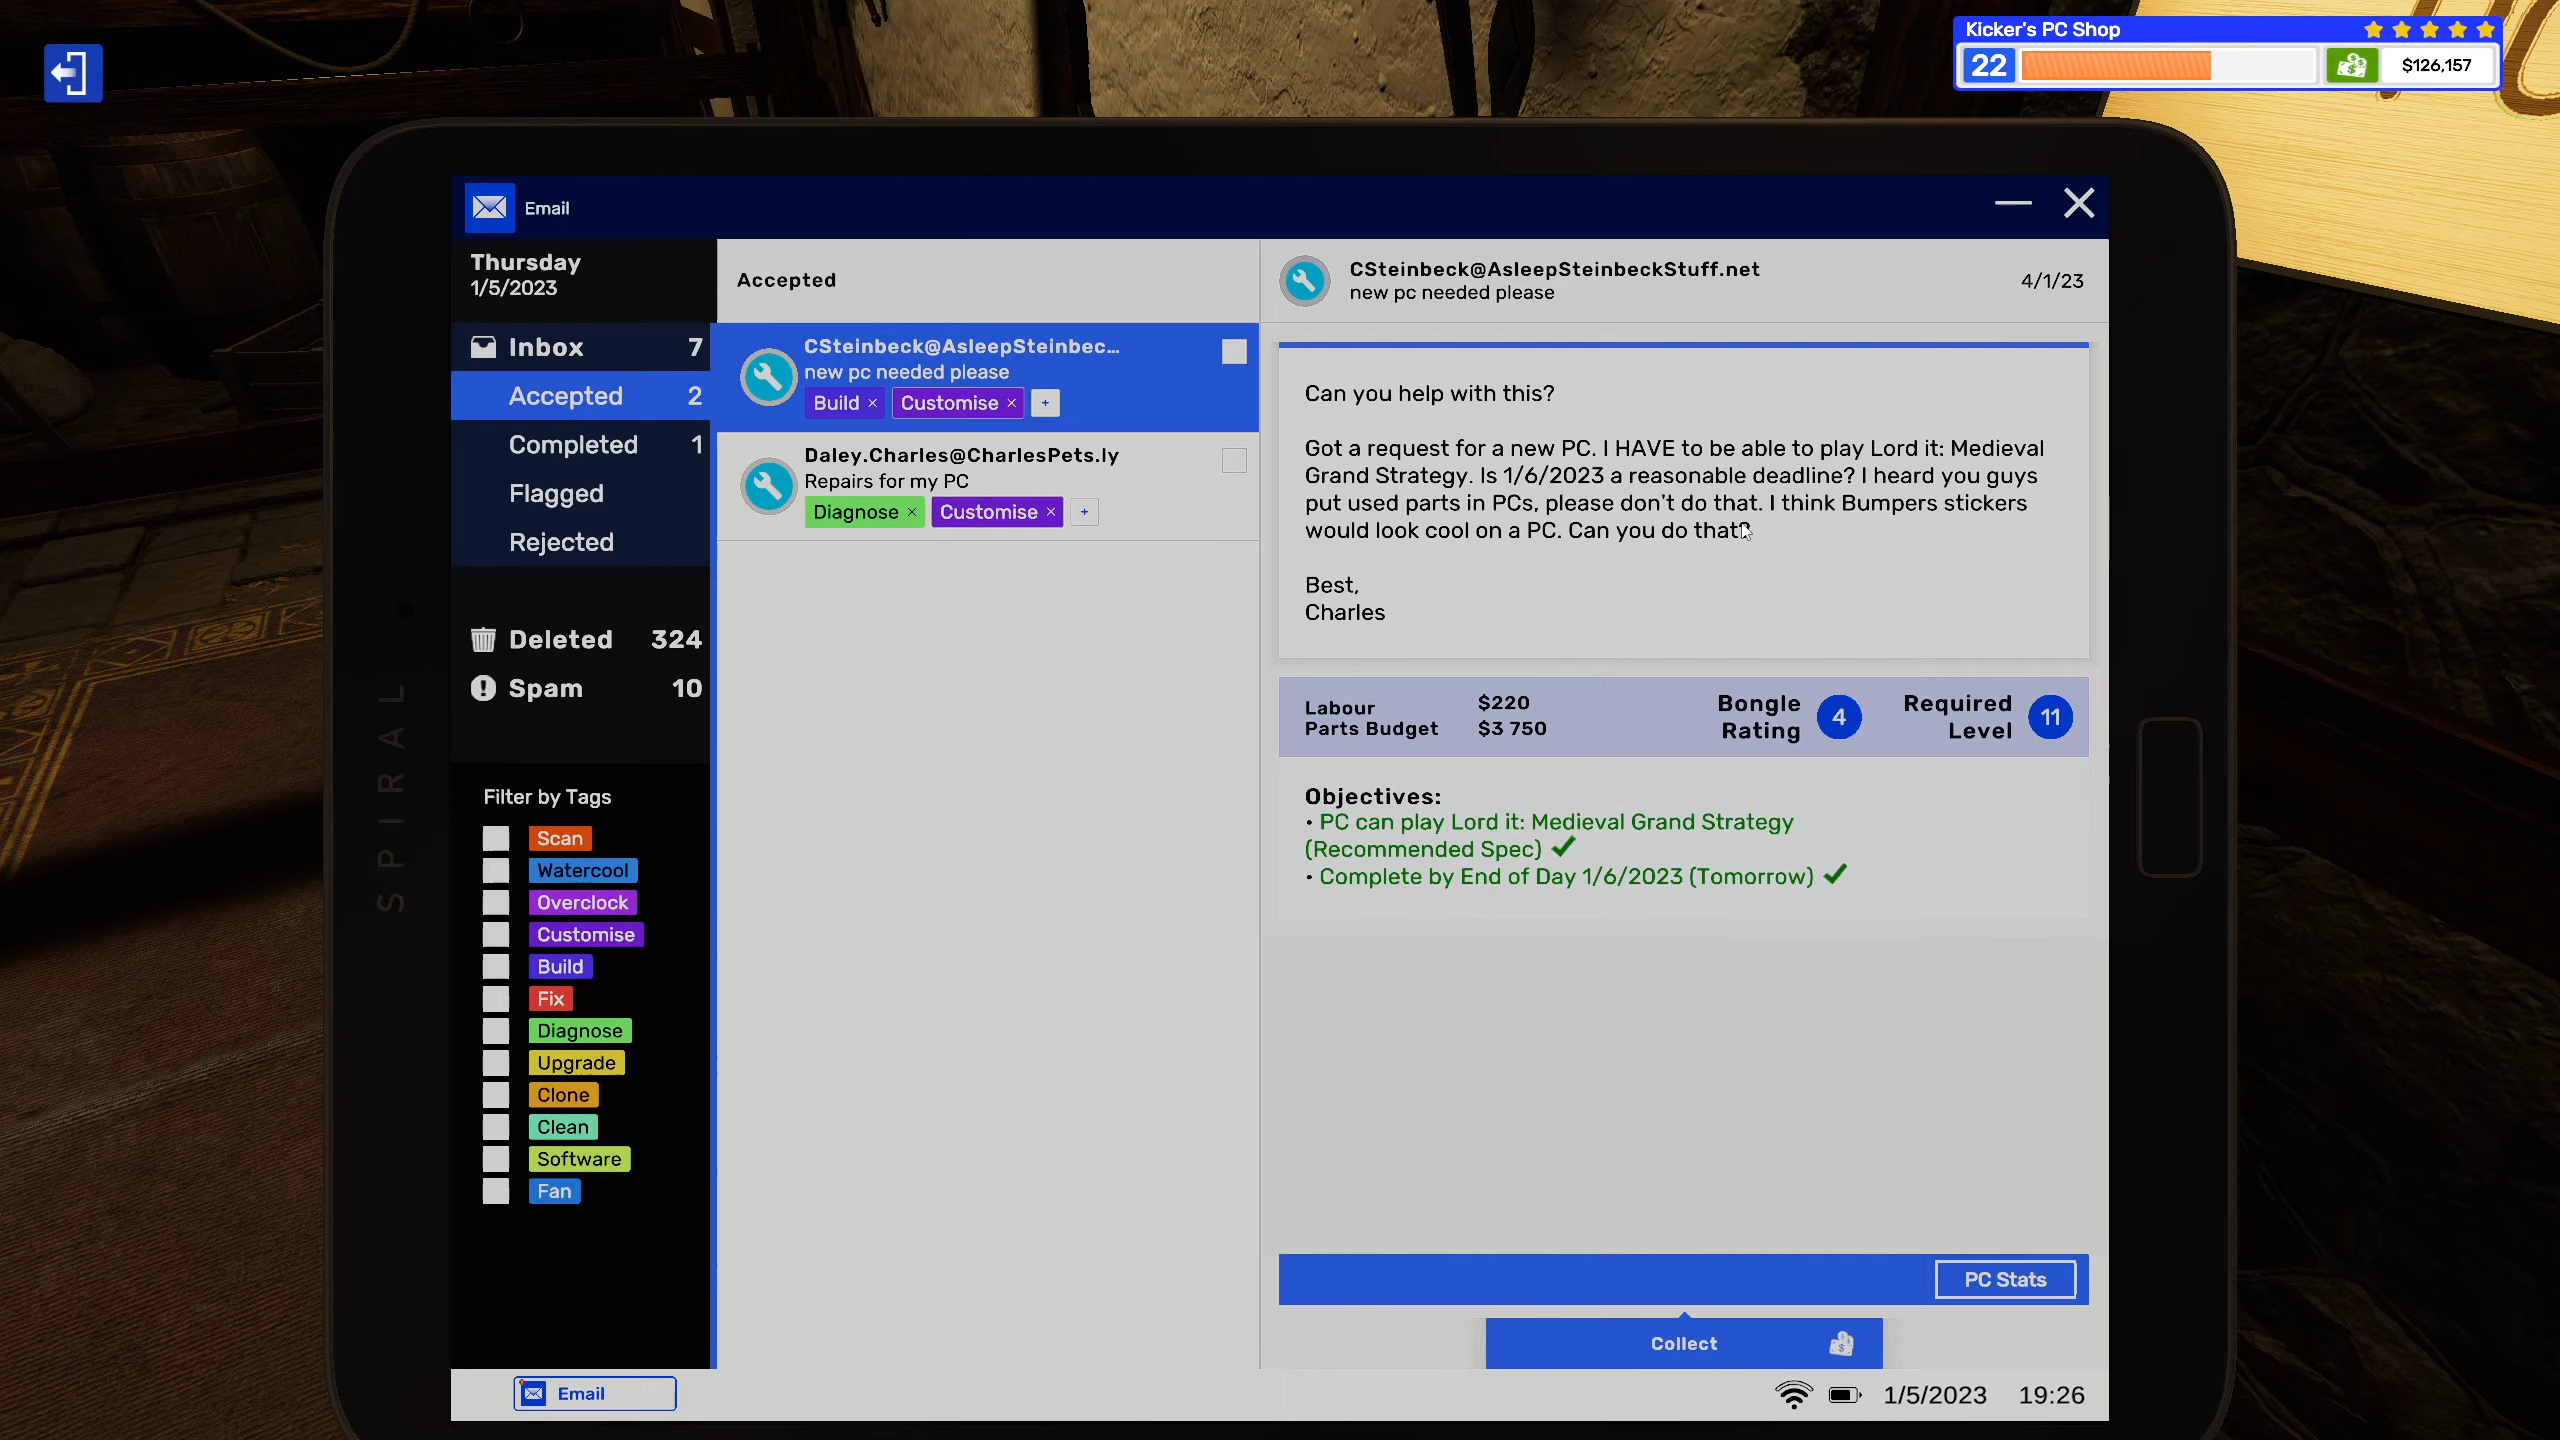 Kicker's PC Shop
22
$126,157
Email
Thursday
1/5/2023
Inbox 7
Accepted 2
Completed 1
Flagged
Rejected
Deleted 324
Spam 10
Filter by Tags
Scan
Watercool
Overclock
Customise
Build
Fix
Diagnose
Upgrade
Clone
Clean
Software
Fan
Accepted
CSteinbeck@AsleepSteinbec...
new pc needed please
Build × Customise × +
Daley.Charles@CharlesPets.ly
Repairs for my PC
Diagnose × Customise × +
CSteinbeck@AsleepSteinbeckStuff.net
new pc needed please
4/1/23
Can you help with this?
Got a request for a new PC. I HAVE to be able to play Lord it: Medieval
Grand Strategy. Is 1/6/2023 a reasonable deadline? I heard you guys
put used parts in PCs, please don't do that. I think Bumpers stickers
would look cool on a PC. Can you do that?
Best,
Charles
Labour $220
Parts Budget $3 750
Bongle
Rating 4
Required
Level 11
Objectives:
• PC can play Lord it: Medieval Grand Strategy
(Recommended Spec)
• Complete by End of Day 1/6/2023 (Tomorrow)
PC Stats
Collect
Email
1/5/2023 19:26
SPIRAL